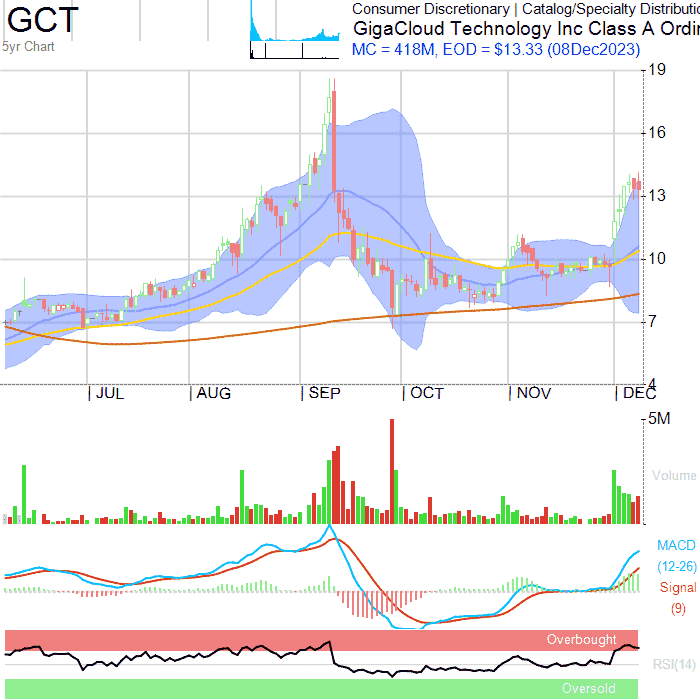 GCT
5yr Chart
Consumer Discretionary | Catalog/Specialty Distributio
GigaCloud Technology Inc Class A Ordin
MC = 418M, EOD = $13.33 (08Dec2023)
19
16
13
10
7
4
JUL AUG SEP OCT NOV DEC
5M
Volume
MACD
(12-26)
Signal
(9)
Overbought
RSI(14)
Oversold